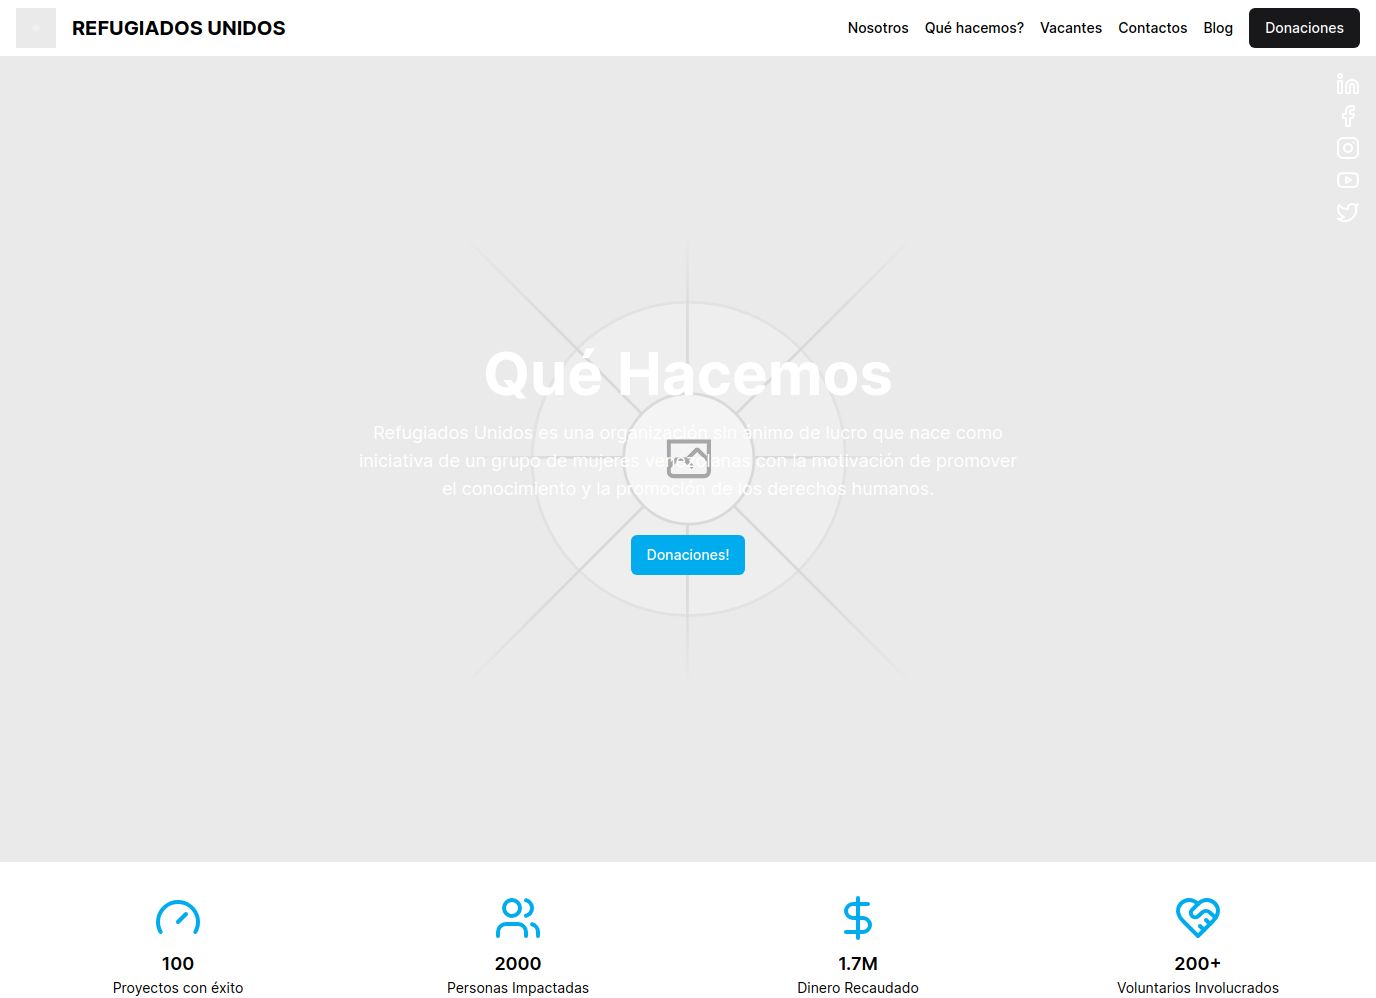 REFUGIADOS UNIDOS
Nosotros Qué hacemos? Vacantes Contactos Blog Donaciones
Qué Hacemos
Refugiados Unidos es una organización sin ánimo de lucro que nace como
iniciativa de un grupo de mujeres venezolanas con la motivación de promover
el conocimiento y la promoción de los derechos humanos.
Donaciones!
100
Proyectos con éxito
2000
Personas Impactadas
1.7M
Dinero Recaudado
200+
Voluntarios Involucrados